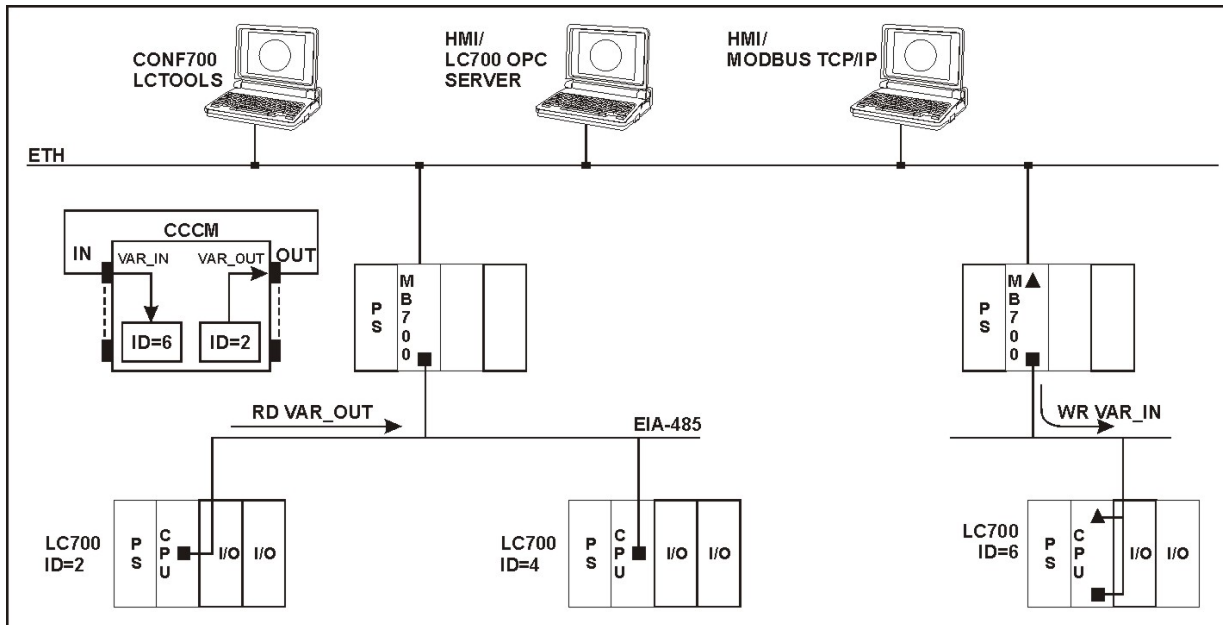 CONF700
LCTOOLS
HMI/
LC700 OPC
SERVER
HMI/
MODBUS TCP/IP
ETH
CCCM
IN
VAR_IN
VAR_OUT
OUT
ID=6
ID=2
PS
MB700
PS
MB700
RD VAR_OUT
EIA-485
WR VAR_IN
LC700
ID=2
PS
CPU
I/O
I/O
LC700
ID=4
PS
CPU
I/O
I/O
LC700
ID=6
PS
CPU
I/O
I/O